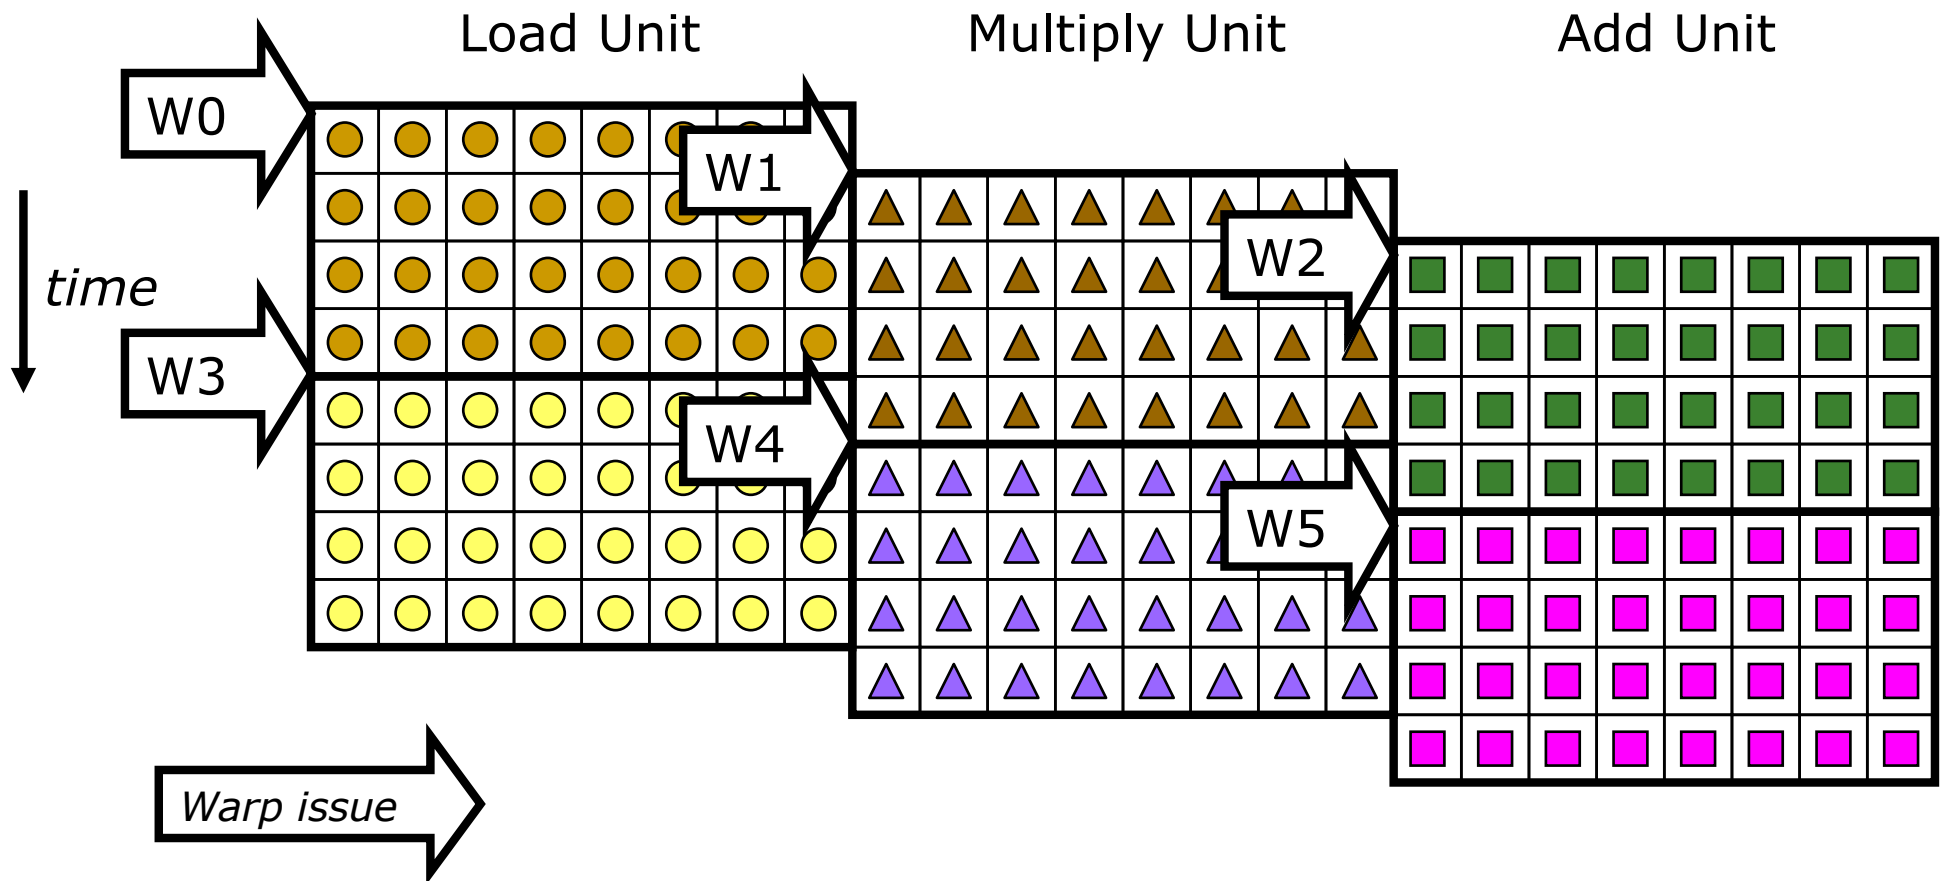 Load Unit
Multiply Unit
Add Unit
W0
W1
W2
time
W3
W4
W5
Warp issue